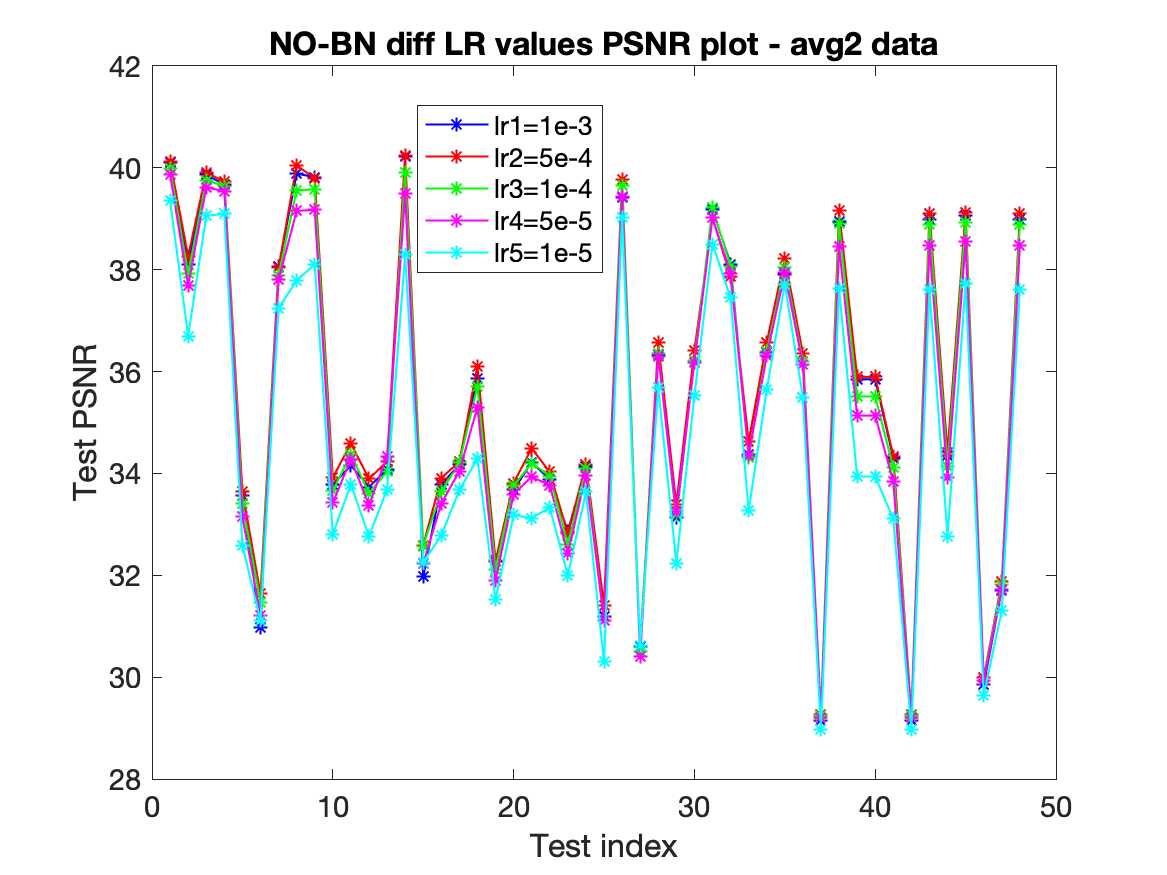 NO-BN diff LR values PSNR plot - avg2 data
42
40
38
36
34
32
30
28
Test PSNR
lr1=1e-3
lr2=5e-4
lr3=1e-4
lr4=5e-5
lr5=1e-5
0 10 20 30 40 50
Test index